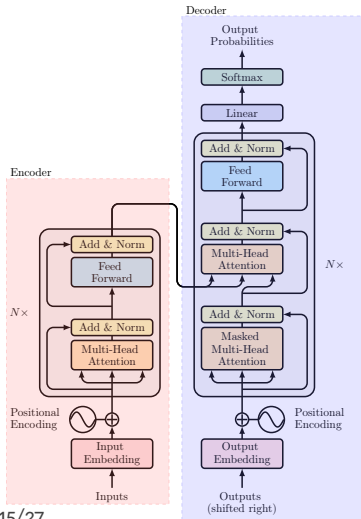 Decoder
Output
Probabilities
Softmax
Linear
Add & Norm
Feed
Forward
Add & Norm
Multi-Head
Attention
N×
Add & Norm
Masked
Multi-Head
Attention
Positional
Encoding
Output
Embedding
Outputs
(shifted right)
Encoder
Add & Norm
Feed
Forward
N×
Add & Norm
Multi-Head
Attention
Positional
Encoding
Input
Embedding
Inputs
15/27